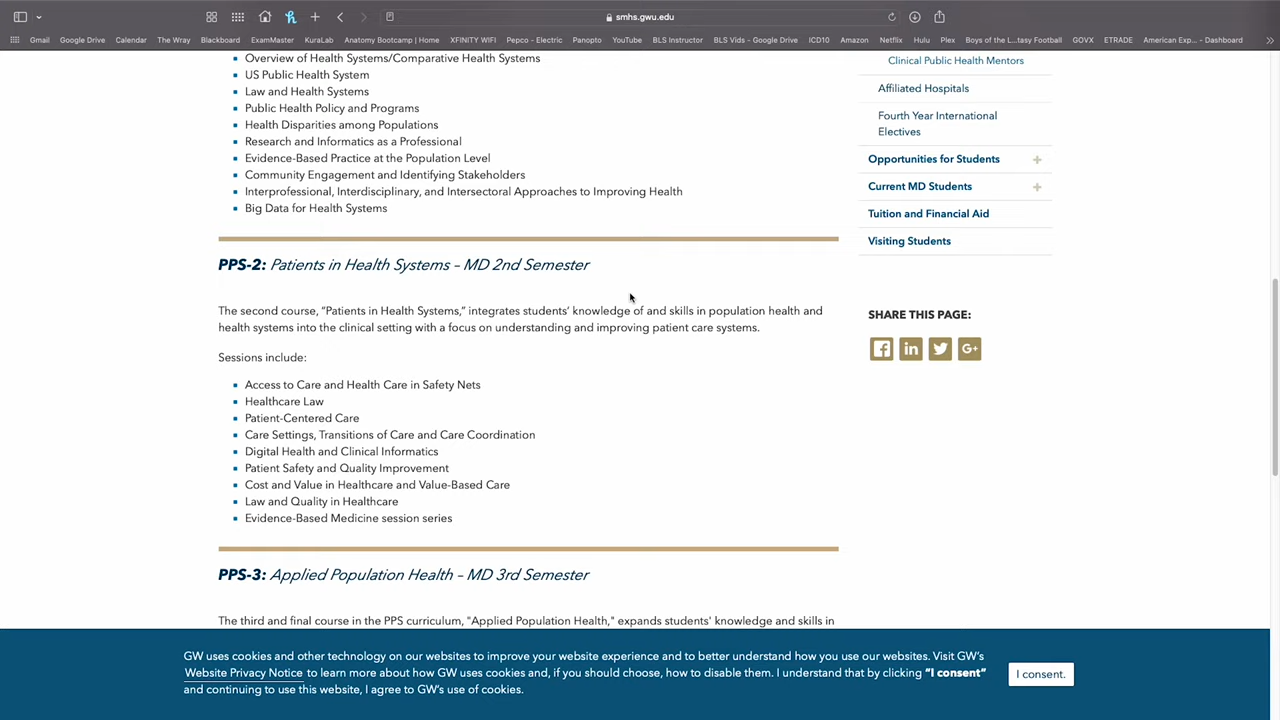 smhs.gwu.edu
Gmail Google Drive Calendar The Wray Blackboard ExamMaster KuraLab Anatomy Bootcamp | Home XFINITY WIFI Pepco - Electric Panopto YouTube BLS Instructor BLS Vids - Google Drive ICD10 Amazon Netflix Hulu Plex Boys of the L...tasy Football GOVX ETRADE American Exp... - Dashboard
Overview of Health Systems/Comparative Health Systems
US Public Health System
Law and Health Systems
Public Health Policy and Programs
Health Disparities among Populations
Research and Informatics as a Professional
Evidence-Based Practice at the Population Level
Community Engagement and Identifying Stakeholders
Interprofessional, Interdisciplinary, and Intersectoral Approaches to Improving Health
Big Data for Health Systems
PPS-2: Patients in Health Systems – MD 2nd Semester
The second course, “Patients in Health Systems,” integrates students’ knowledge of and skills in population health and
health systems into the clinical setting with a focus on understanding and improving patient care systems.
Sessions include:
Access to Care and Health Care in Safety Nets
Healthcare Law
Patient-Centered Care
Care Settings, Transitions of Care and Care Coordination
Digital Health and Clinical Informatics
Patient Safety and Quality Improvement
Cost and Value in Healthcare and Value-Based Care
Law and Quality in Healthcare
Evidence-Based Medicine session series
PPS-3: Applied Population Health – MD 3rd Semester
The third and final course in the PPS curriculum, "Applied Population Health," expands students' knowledge and skills in
Clinical Public Health Mentors
Affiliated Hospitals
Fourth Year International
Electives
Opportunities for Students +
Current MD Students +
Tuition and Financial Aid
Visiting Students
SHARE THIS PAGE:
GW uses cookies and other technology on our websites to improve your website experience and to better understand how you use our websites. Visit GW’s
Website Privacy Notice to learn more about how GW uses cookies and, if you should choose, how to disable them. I understand that by clicking “I consent”
and continuing to use this website, I agree to GW’s use of cookies.
I consent.